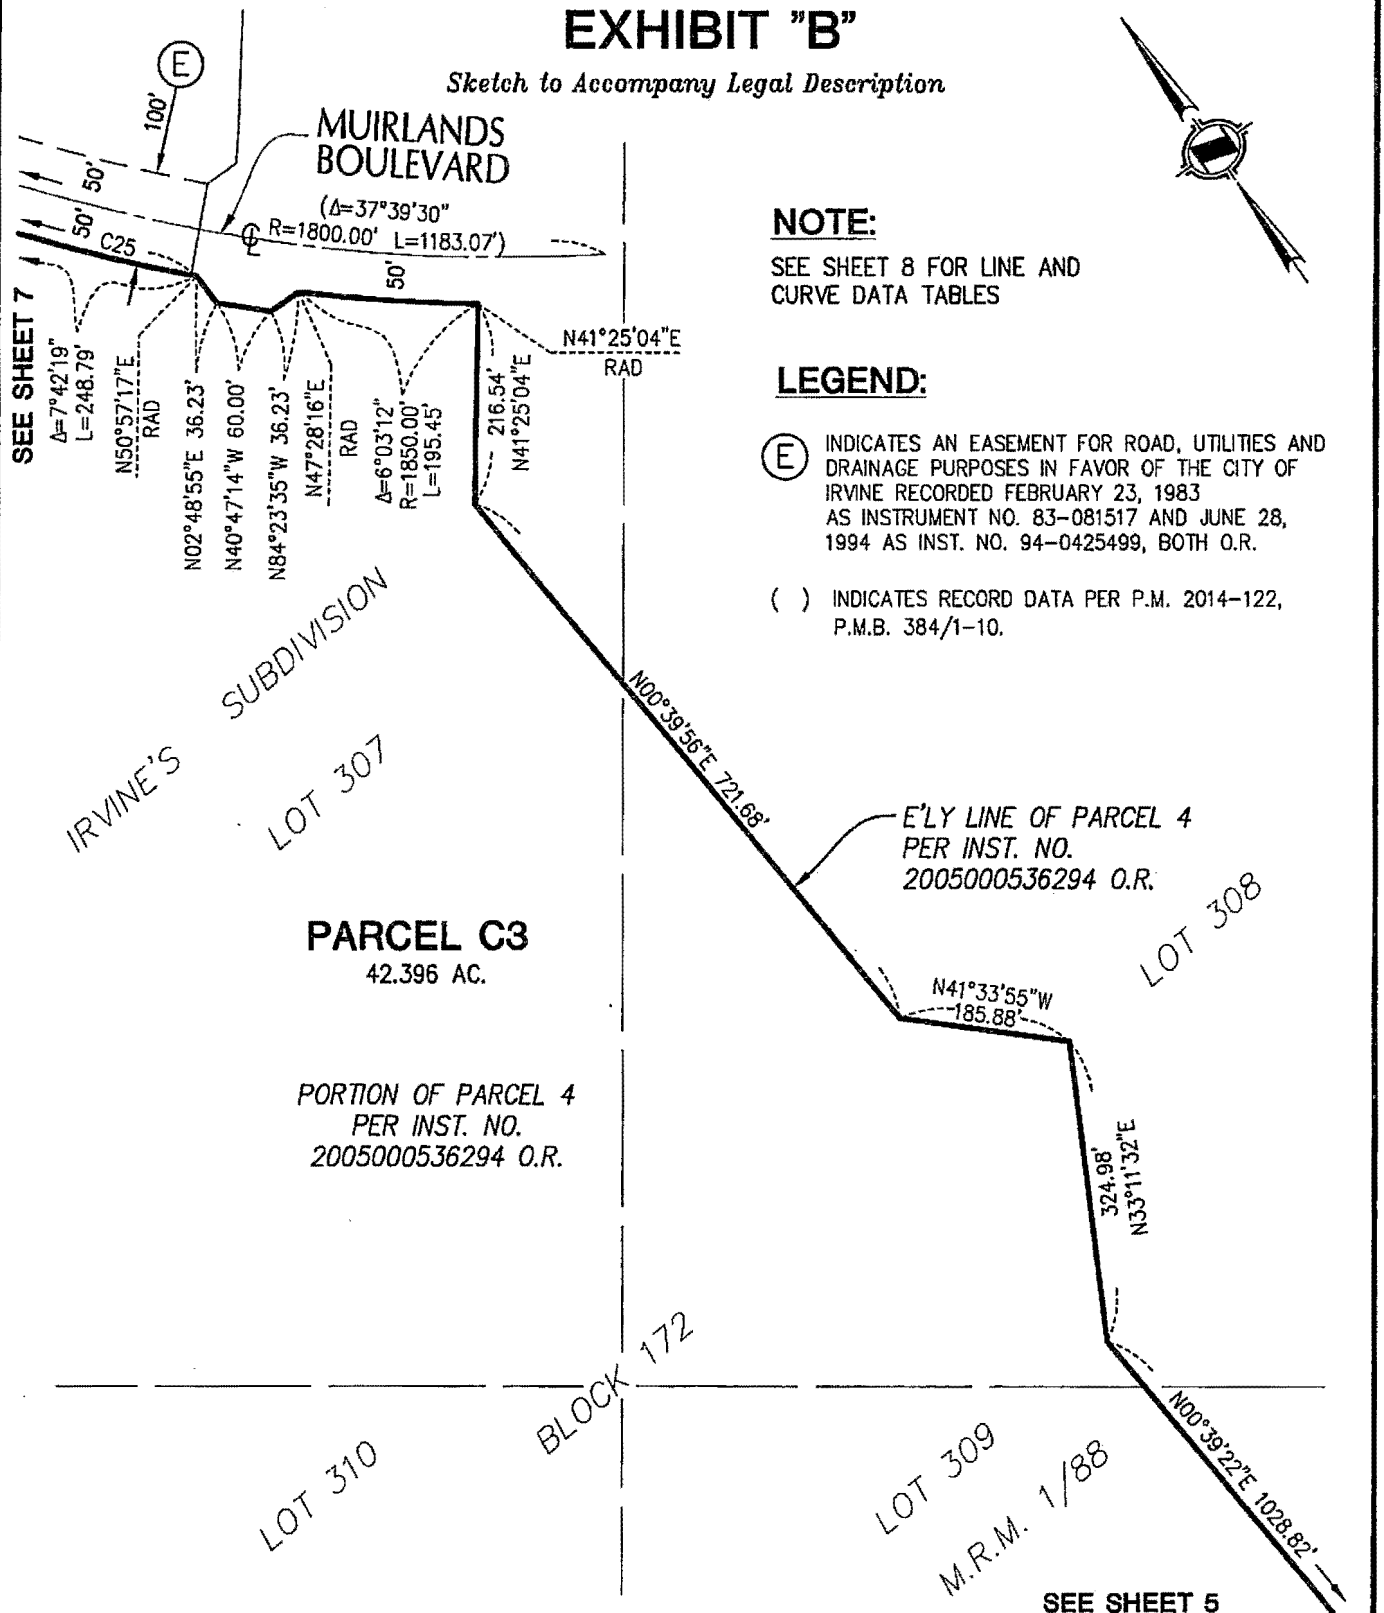 EXHIBIT "B"
Sketch to Accompany Legal Description
E
100'
MUIRLANDS
BOULEVARD
(Δ=37°39'30"
R=1800.00' L=1183.07')
℄
50'
50'
C25
50'
SEE SHEET 7
Δ=7°42'19"
L=248.79'
N50°57'17"E
RAD
N02°48'55"E 36.23'
N40°47'14"W 60.00'
N84°23'35"W 36.23'
N47°28'16"E
RAD
Δ=6°03'12"
R=1850.00'
L=195.45'
216.54'
N41°25'04"E
N41°25'04"E
RAD
NOTE:
SEE SHEET 8 FOR LINE AND
CURVE DATA TABLES
LEGEND:
E
INDICATES AN EASEMENT FOR ROAD, UTILITIES AND
DRAINAGE PURPOSES IN FAVOR OF THE CITY OF
IRVINE RECORDED FEBRUARY 23, 1983
AS INSTRUMENT NO. 83-081517 AND JUNE 28,
1994 AS INST. NO. 94-0425499, BOTH O.R.
( ) INDICATES RECORD DATA PER P.M. 2014-122,
P.M.B. 384/1-10.
IRVINE'S SUBDIVISION
LOT 307
N00°39'56"E 721.68'
E'LY LINE OF PARCEL 4
PER INST. NO.
2005000536294 O.R.
LOT 308
PARCEL C3
42.396 AC.
N41°33'55"W
185.88'
PORTION OF PARCEL 4
PER INST. NO.
2005000536294 O.R.
324.98'
N33°11'32"E
BLOCK 172
LOT 310
LOT 309
M.R.M. 1/88
N00°39'22"E 1028.82'
SEE SHEET 5